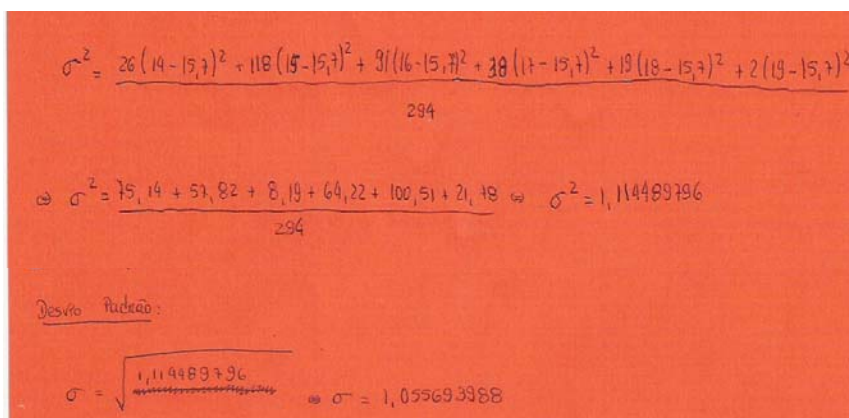 σ² = 26(14-15,7)² + 118(15-15,7)² + 91(16-15,7)² + 38(17-15,7)² + 19(18-15,7)² + 2(19-15,7)²
294
⇔ σ² = 75,14 + 57,82 + 8,19 + 64,22 + 100,51 + 21,78 ⇔ σ² = 1,114489796
294
Desvio Padrão:
σ = √1,114489796 ⇔ σ = 1,055693988